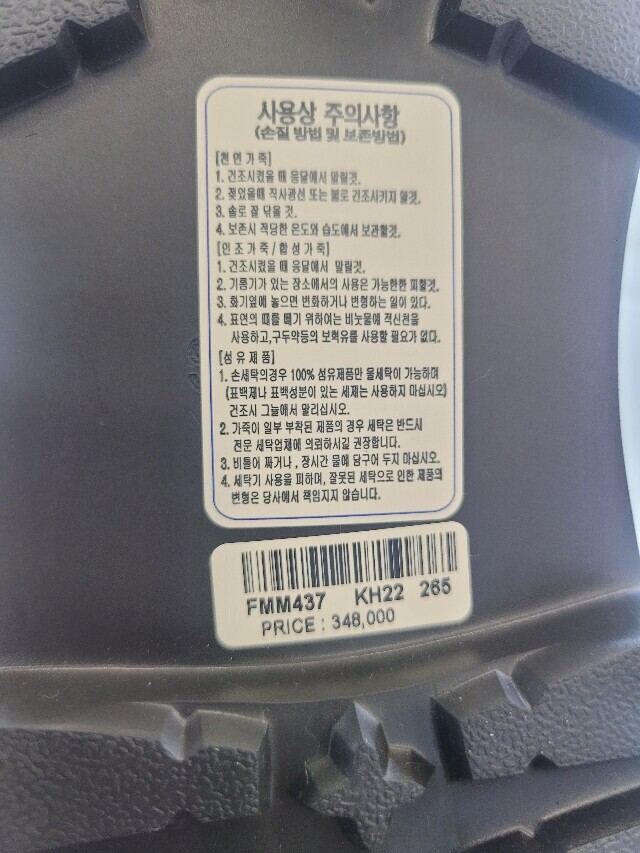 사용상 주의사항
(손질 방법 및 보존방법)
[천연가죽]
1. 건조시켰을 때 응달에서 말릴것.
2. 젖있을때 직사광선 또는 불로 건조시키지 말것.
3. 솔로 잘 닦을 것.
4. 보존시 적당한 온도와 습도에서 보관할것.
[인조가죽/합성가죽]
1. 건조시켰을 때 응달에서 말릴것.
2. 기름기가 있는 장소에서의 사용은 가능한한 피할것.
3. 화기옆에 놓으면 변화하거나 변형하는 일이 있다.
4. 표면의 때를 빼기 위하여는 비눗물에 적신천을
사용하고,구두약등의 보혁유를 사용할 필요가 없다.
[섬유제품]
1. 손세탁의경우 100% 섬유제품만 물세탁이 가능하며
(표백제나 표백성분이 있는 세제는 사용하지 마십시오)
건조시 그늘에서 말리십시오.
2. 가죽이 일부 부착된 제품의 경우 세탁은 반드시
전문 세탁업체에 의뢰하시길 권장합니다.
3. 비틀어 짜거나, 장시간 물에 담구어 두지 마십시오.
4. 세탁기 사용을 피하며, 잘못된 세탁으로 인한 제품의
변형은 당사에서 책임지지 않습니다.
FMM437 KH22 265
PRICE : 348,000